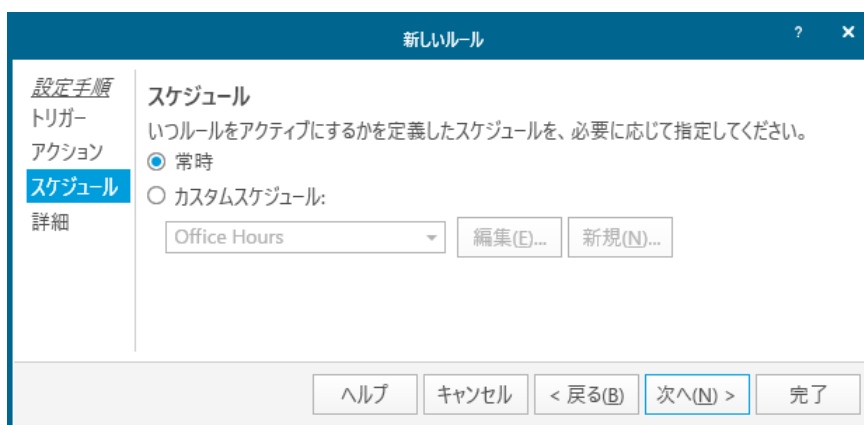 新しいルール
? ×
設定手順
トリガー
アクション
スケジュール
詳細
スケジュール
いつルールをアクティブにするかを定義したスケジュールを、必要に応じて指定してください。
常時
カスタムスケジュール:
Office Hours
編集(E)...
新規(N)...
ヘルプ
キャンセル
< 戻る(B)
次へ(N) >
完了